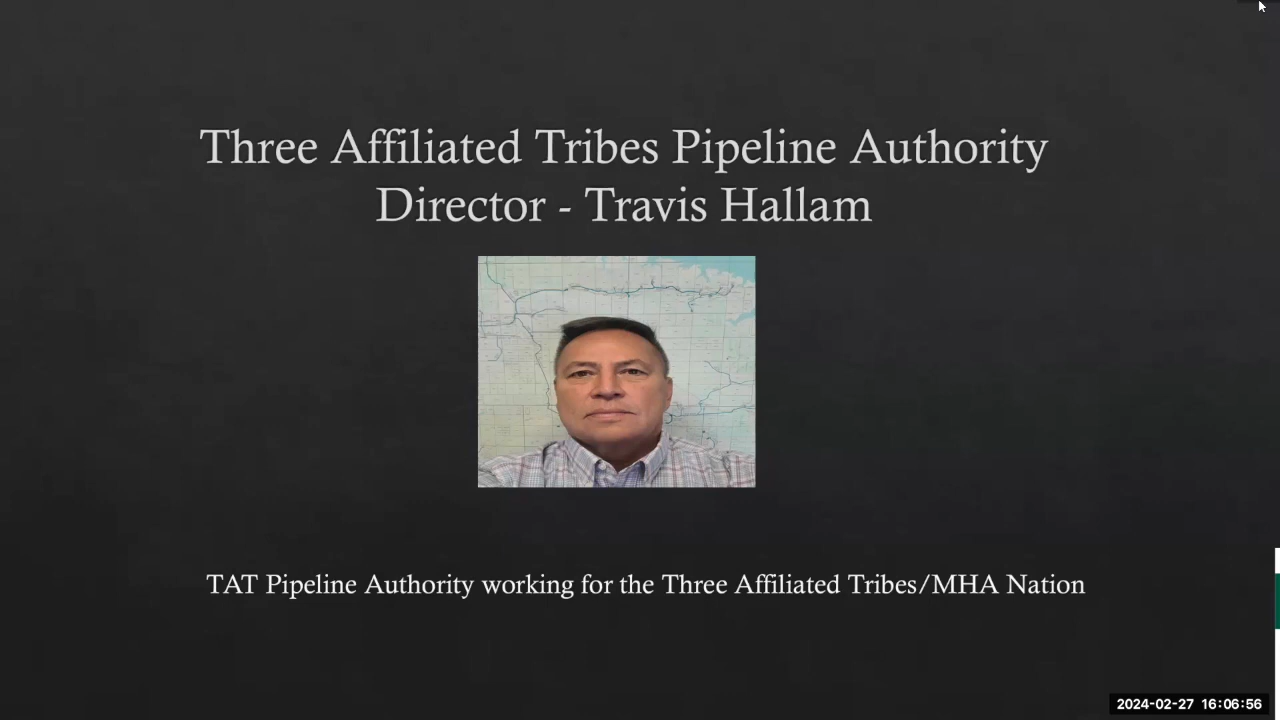 Three Affiliated Tribes Pipeline Authority
Director - Travis Hallam
TAT Pipeline Authority working for the Three Affiliated Tribes/MHA Nation
2024-02-27 16:06:56